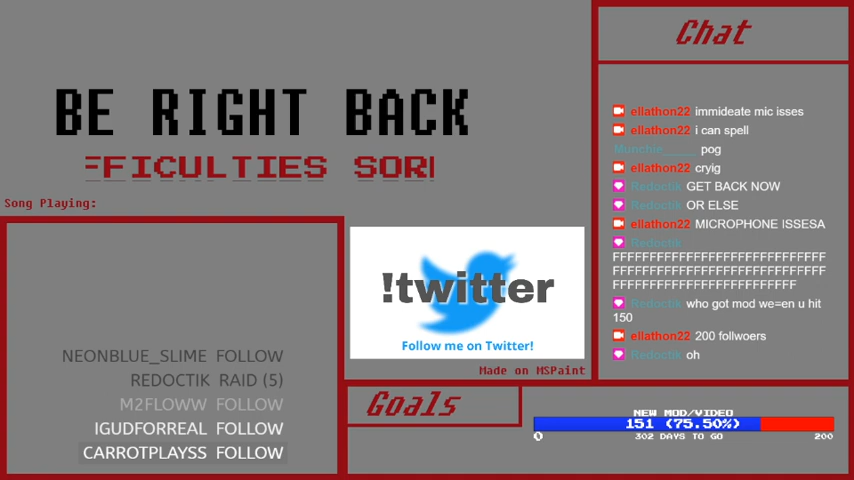 BE RIGHT BACK
FFICULTIES SOR
Song Playing:
NEONBLUE_SLIME FOLLOW
REDOCTIK RAID (5)
M2FLOWW FOLLOW
IGUDFORREAL FOLLOW
CARROTPLAYSS FOLLOW
!twitter
Follow me on Twitter!
Made on MSPaint
Chat
ellathon22 immideate mic isses
ellathon22 i can spell
Munchie_____ pog
ellathon22 cryig
Redoctik GET BACK NOW
Redoctik OR ELSE
ellathon22 MICROPHONE ISSESA
Redoctik
FFFFFFFFFFFFFFFFFFFFFFFFFFFFF
FFFFFFFFFFFFFFFFFFFFFFFFFFFFF
FFFFFFFFFFFFFFFFFFFFFFFFF
Redoctik who got mod we=en u hit
150
ellathon22 200 follwoers
Redoctik oh
Goals
NEW MOD/VIDEO
151 (75.50%)
0 302 DAYS TO GO 200